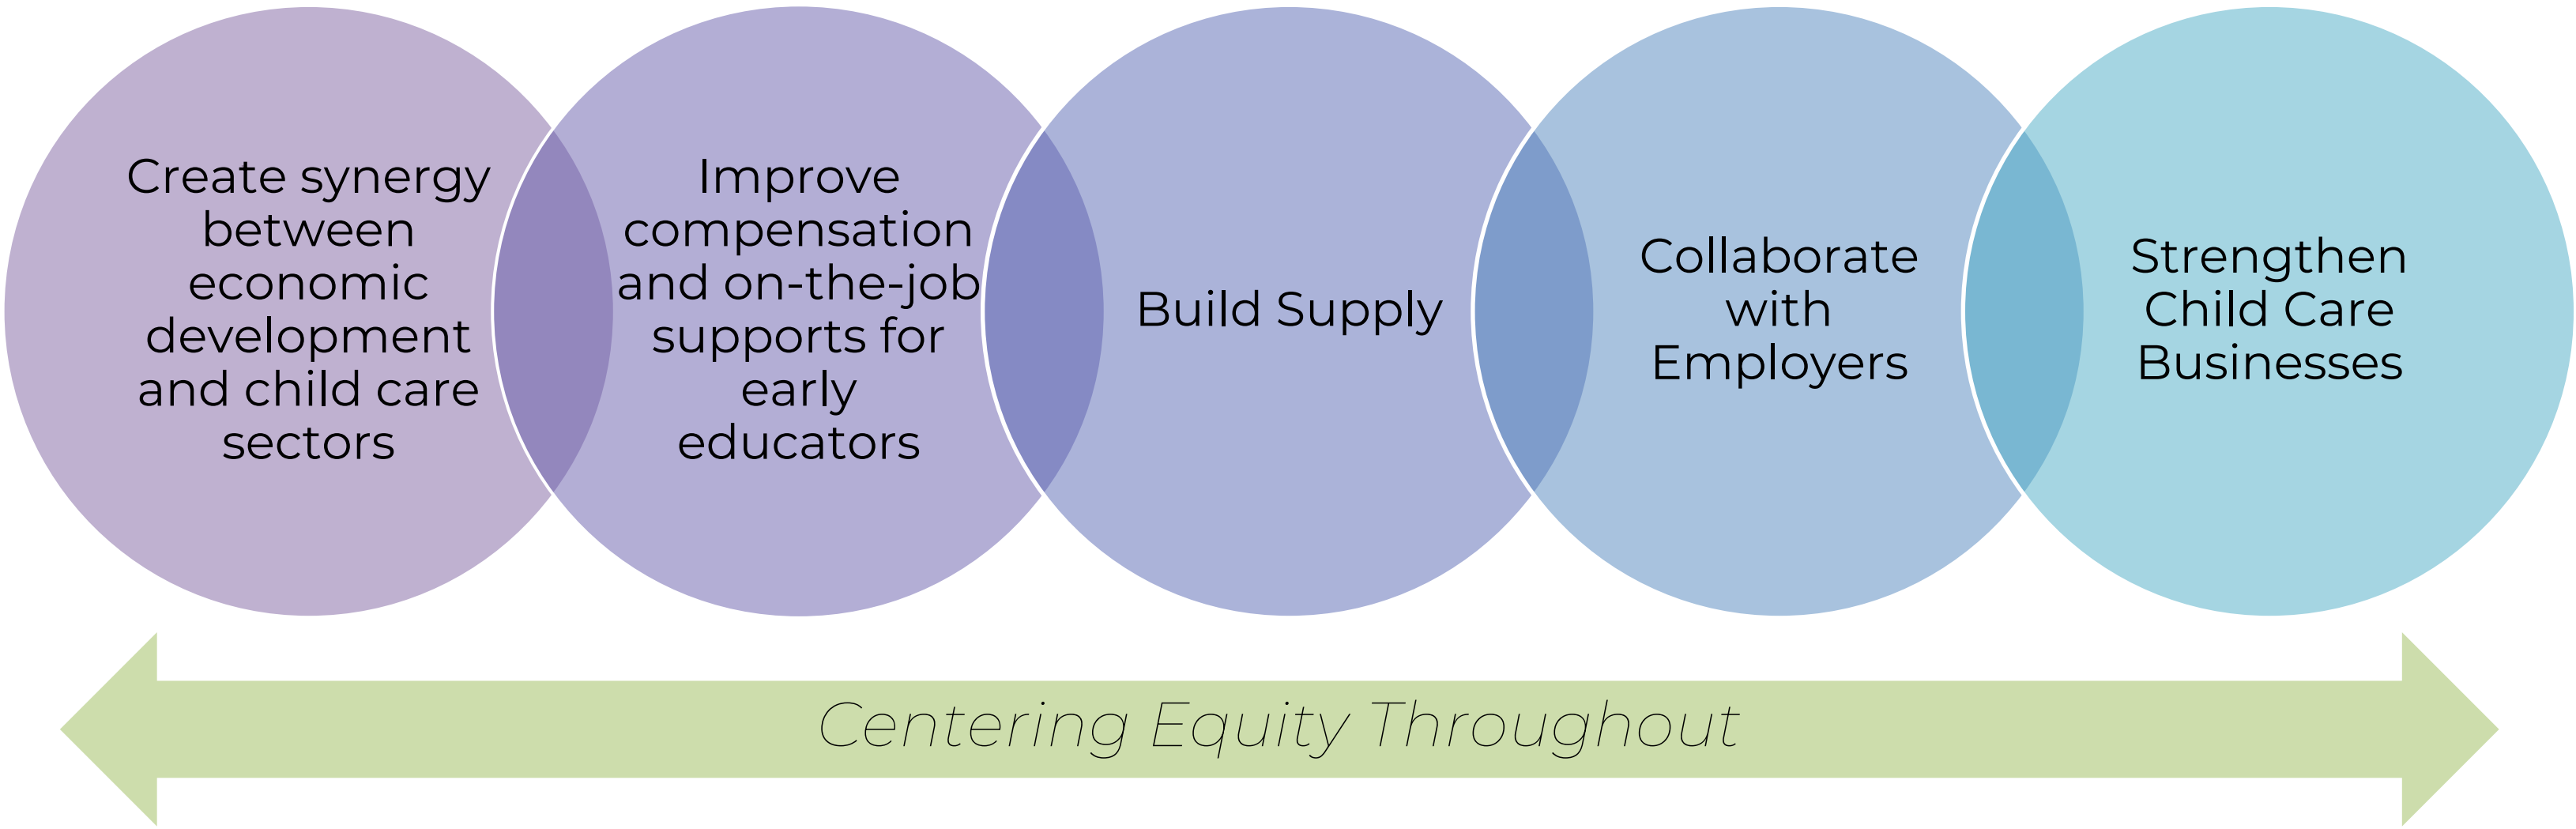 Create synergy
between
economic
development
and child care
sectors
Improve
compensation
and on-the-job
supports for
early
educators
Build Supply
Collaborate
with
Employers
Strengthen
Child Care
Businesses
Centering Equity Throughout